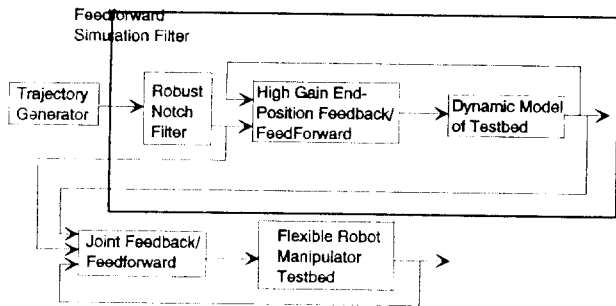 Feedforward
Simulation Filter
Trajectory
Generator
Robust
Notch
Filter
High Gain End-
Position Feedback/
FeedForward
Dynamic Model
of Testbed
Joint Feedback/
Feedforward
Flexible Robot
Manipulator
Testbed